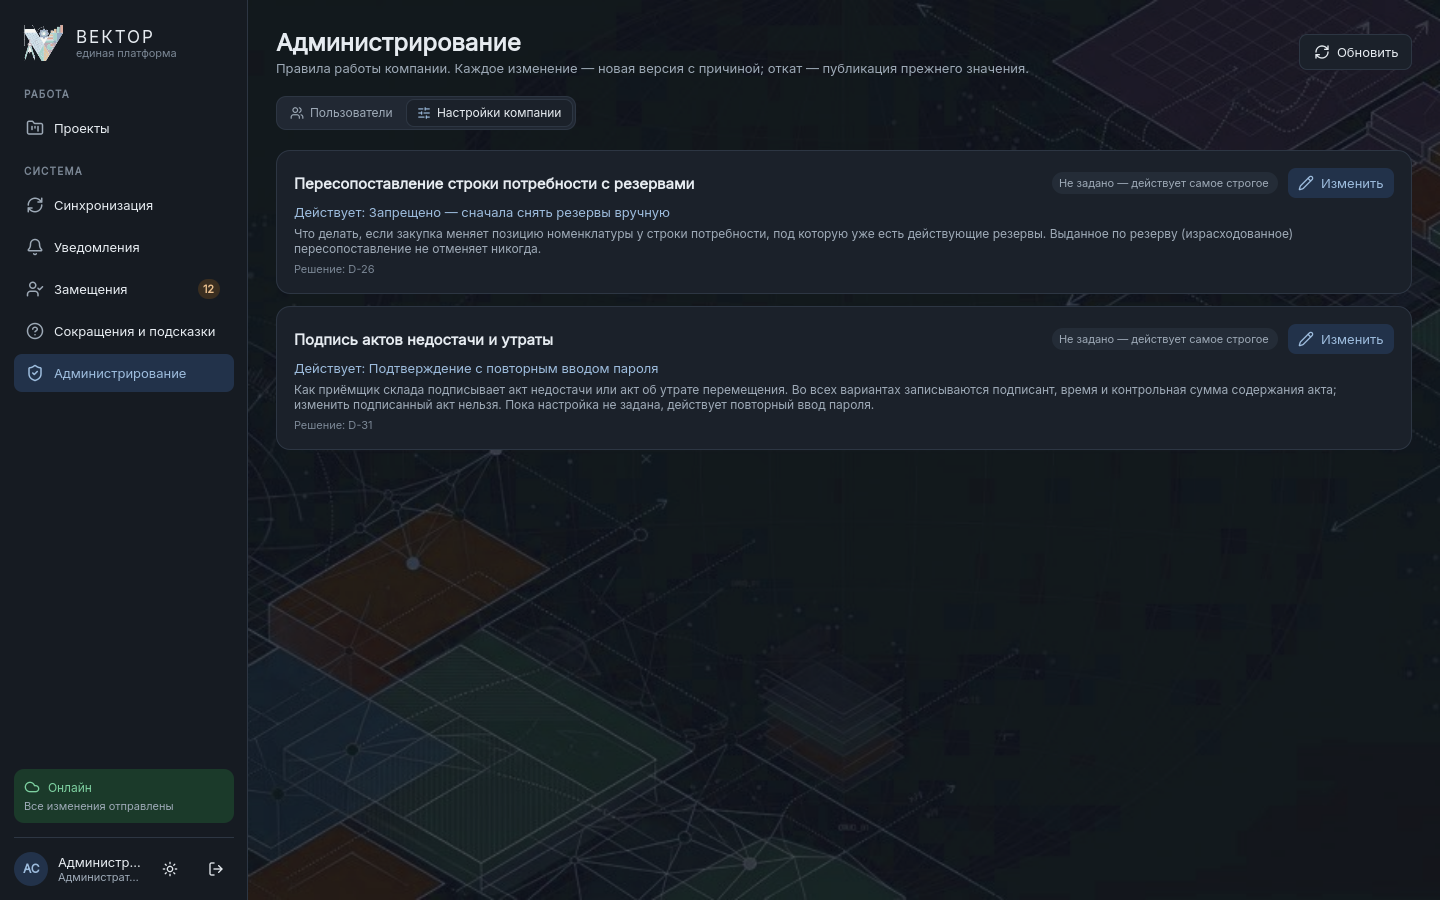 ВЕКТОР
единая платформа
РАБОТА
Проекты
СИСТЕМА
Синхронизация
Уведомления
Замещения
12
Сокращения и подсказки
Администрирование
Онлайн
Все изменения отправлены
АС
Администр...
Администрат...
Администрирование
Правила работы компании. Каждое изменение — новая версия с причиной; откат — публикация прежнего значения.
Обновить
Пользователи
Настройки компании
Пересопоставление строки потребности с резервами
Не задано — действует самое строгое
Изменить
Действует: Запрещено — сначала снять резервы вручную
Что делать, если закупка меняет позицию номенклатуры у строки потребности, под которую уже есть действующие резервы. Выданное по резерву (израсходованное)
пересопоставление не отменяет никогда.
Решение: D-26
Подпись актов недостачи и утраты
Не задано — действует самое строгое
Изменить
Действует: Подтверждение с повторным вводом пароля
Как приёмщик склада подписывает акт недостачи или акт об утрате перемещения. Во всех вариантах записываются подписант, время и контрольная сумма содержания акта;
изменить подписанный акт нельзя. Пока настройка не задана, действует повторный ввод пароля.
Решение: D-31